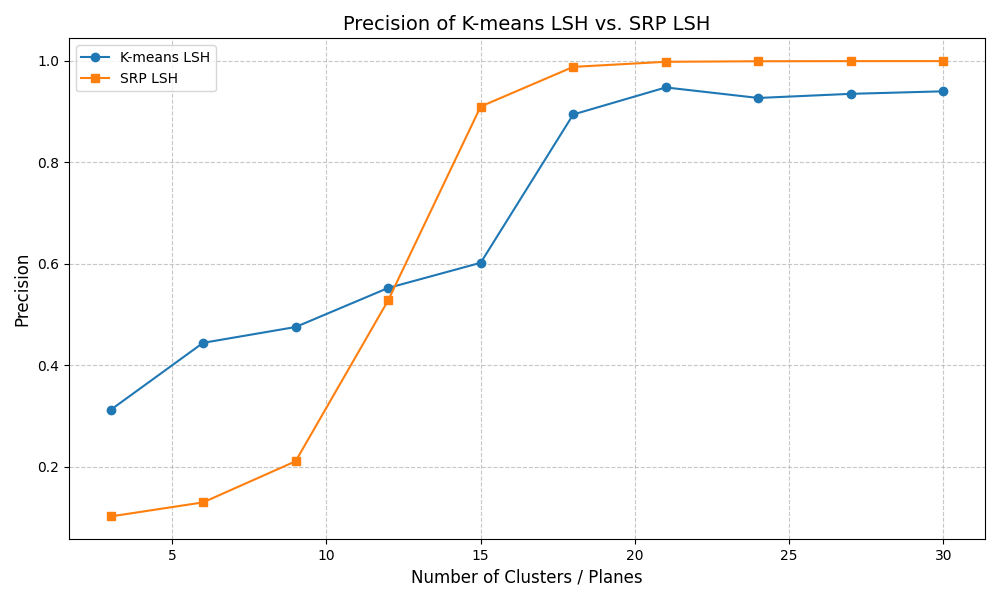 Precision of K-means LSH vs. SRP LSH
K-means LSH
SRP LSH
Precision
1.0
0.8
0.6
0.4
0.2
5 10 15 20 25 30
Number of Clusters / Planes